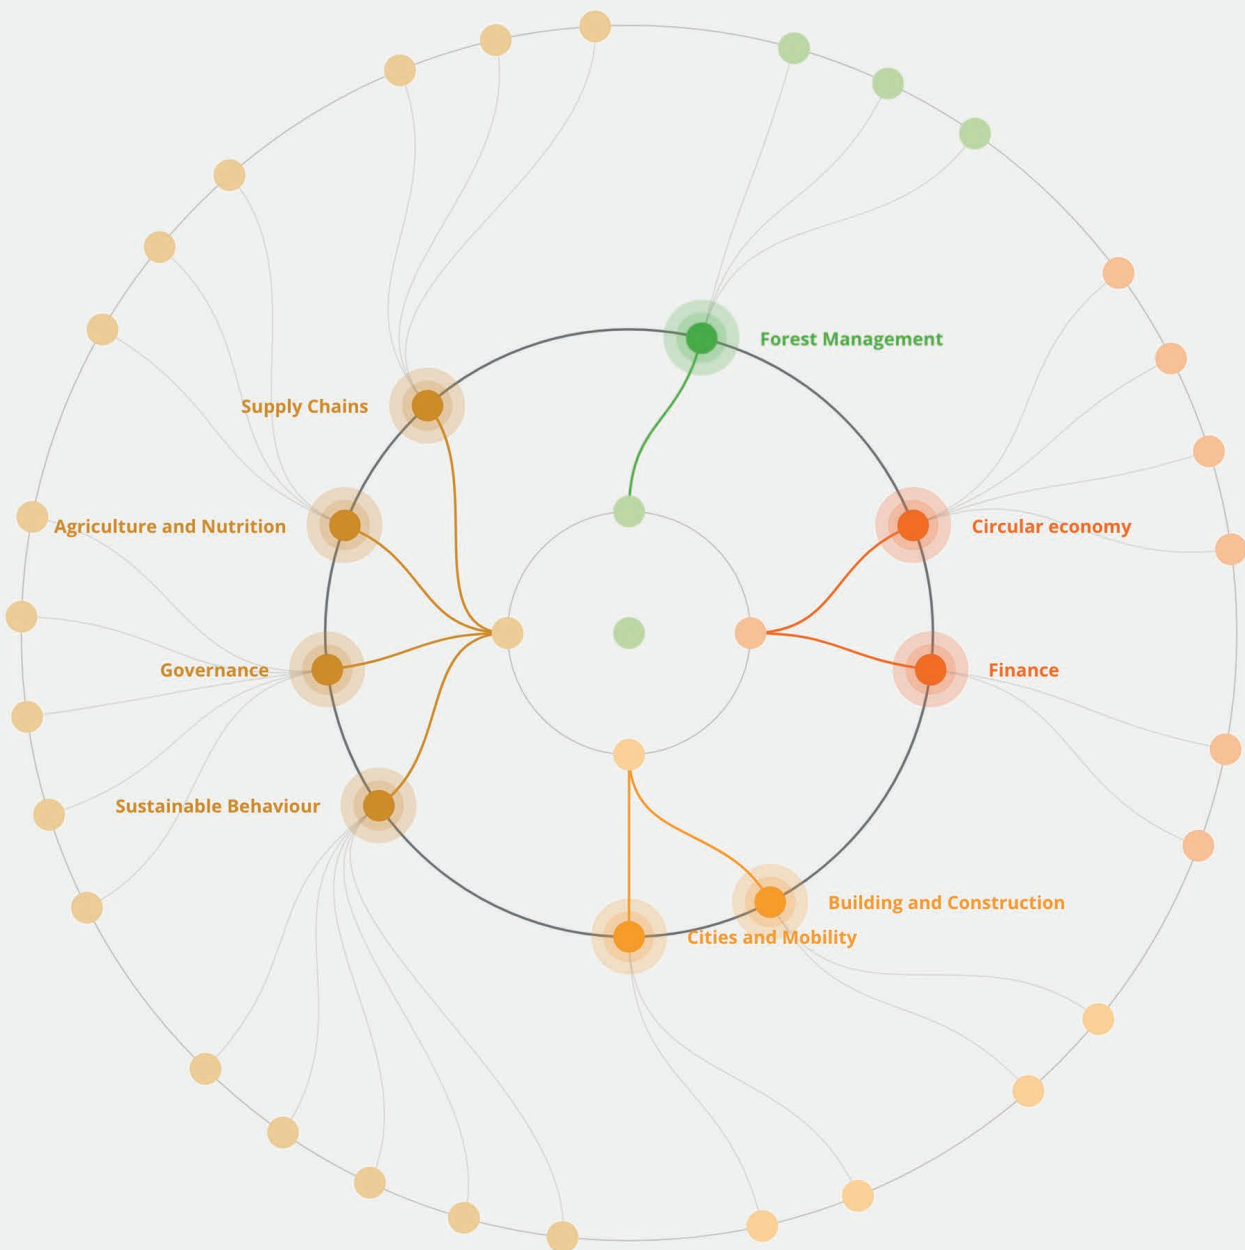 Forest Management
Supply Chains
Agriculture and Nutrition
Circular economy
Governance
Finance
Sustainable Behaviour
Building and Construction
Cities and Mobility